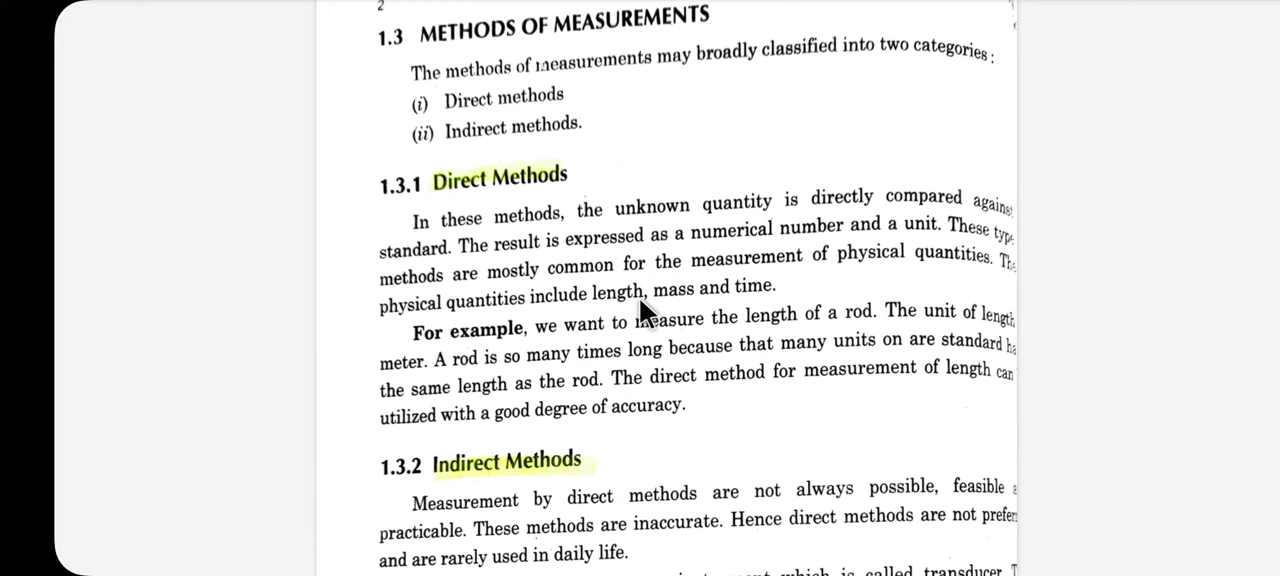 2
1.3 METHODS OF MEASUREMENTS
The methods of measurements may broadly classified into two categories :
(i) Direct methods
(ii) Indirect methods.
1.3.1 Direct Methods
In these methods, the unknown quantity is directly compared agains
standard. The result is expressed as a numerical number and a unit. These type
methods are mostly common for the measurement of physical quantities. Th
physical quantities include length, mass and time.
For example, we want to measure the length of a rod. The unit of length
meter. A rod is so many times long because that many units on are standard ha
the same length as the rod. The direct method for measurement of length can
utilized with a good degree of accuracy.
1.3.2 Indirect Methods
Measurement by direct methods are not always possible, feasible
practicable. These methods are inaccurate. Hence direct methods are not prefer
and are rarely used in daily life.
which is called transducer